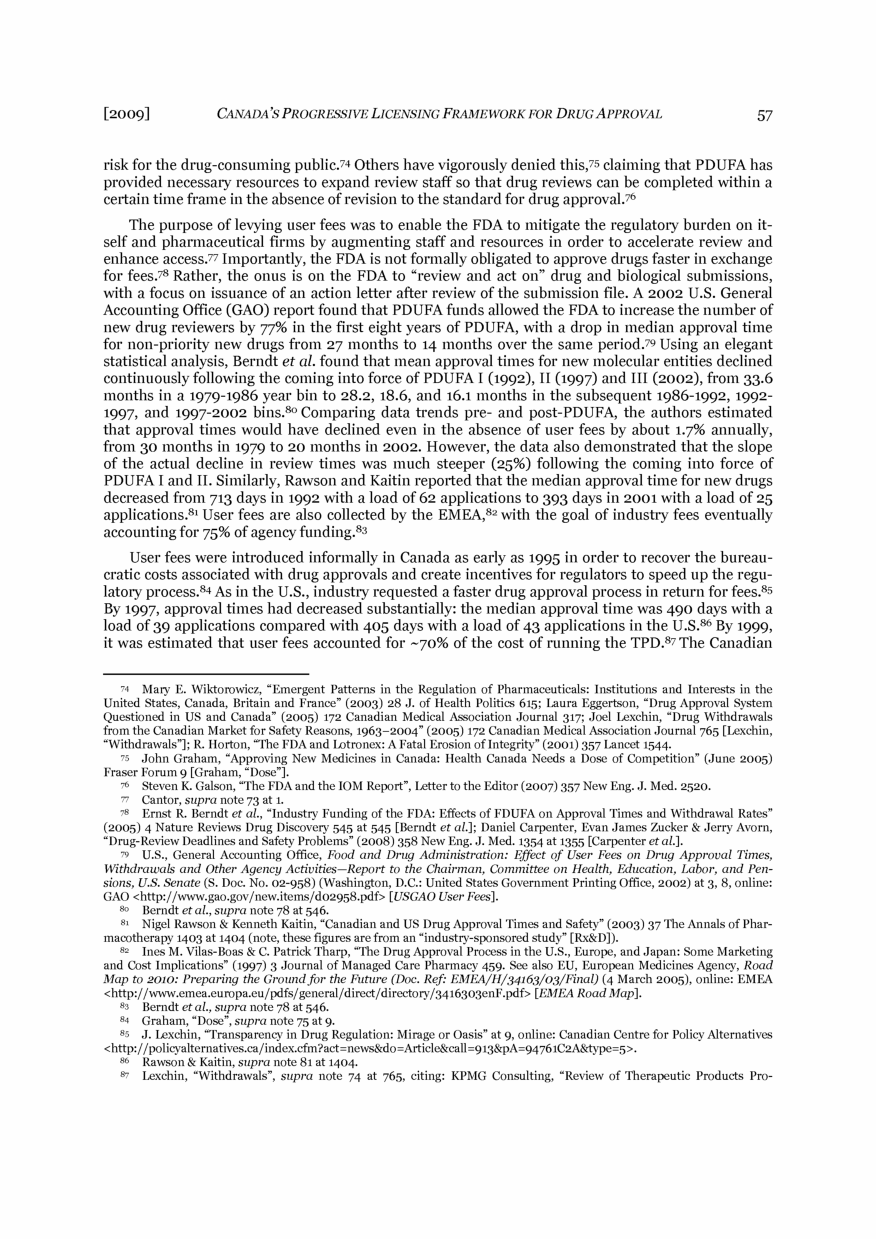 [2009] CANADA'S PROGRESSIVE LICENSING FRAMEWORK FOR DRUG APPROVAL 57
risk for the drug-consuming public.74 Others have vigorously denied this,75 claiming that PDUFA has
provided necessary resources to expand review staff so that drug reviews can be completed within a
certain time frame in the absence of revision to the standard for drug approval.76
The purpose of levying user fees was to enable the FDA to mitigate the regulatory burden on it-
self and pharmaceutical firms by augmenting staff and resources in order to accelerate review and
enhance access.77 Importantly, the FDA is not formally obligated to approve drugs faster in exchange
for fees.78 Rather, the onus is on the FDA to “review and act on” drug and biological submissions,
with a focus on issuance of an action letter after review of the submission file. A 2002 U.S. General
Accounting Office (GAO) report found that PDUFA funds allowed the FDA to increase the number of
new drug reviewers by 77% in the first eight years of PDUFA, with a drop in median approval time
for non-priority new drugs from 27 months to 14 months over the same period.79 Using an elegant
statistical analysis, Berndt et al. found that mean approval times for new molecular entities declined
continuously following the coming into force of PDUFA I (1992), II (1997) and III (2002), from 33.6
months in a 1979-1986 year bin to 28.2, 18.6, and 16.1 months in the subsequent 1986-1992, 1992-
1997, and 1997-2002 bins.80 Comparing data trends pre- and post-PDUFA, the authors estimated
that approval times would have declined even in the absence of user fees by about 1.7% annually,
from 30 months in 1979 to 20 months in 2002. However, the data also demonstrated that the slope
of the actual decline in review times was much steeper (25%) following the coming into force of
PDUFA I and II. Similarly, Rawson and Kaitin reported that the median approval time for new drugs
decreased from 713 days in 1992 with a load of 62 applications to 393 days in 2001 with a load of 25
applications.81 User fees are also collected by the EMEA,82 with the goal of industry fees eventually
accounting for 75% of agency funding.83
User fees were introduced informally in Canada as early as 1995 in order to recover the bureau-
cratic costs associated with drug approvals and create incentives for regulators to speed up the regu-
latory process.84 As in the U.S., industry requested a faster drug approval process in return for fees.85
By 1997, approval times had decreased substantially: the median approval time was 490 days with a
load of 39 applications compared with 405 days with a load of 43 applications in the U.S.86 By 1999,
it was estimated that user fees accounted for ~70% of the cost of running the TPD.87 The Canadian
74 Mary E. Wiktorowicz, “Emergent Patterns in the Regulation of Pharmaceuticals: Institutions and Interests in the
United States, Canada, Britain and France” (2003) 28 J. of Health Politics 615; Laura Eggertson, “Drug Approval System
Questioned in US and Canada” (2005) 172 Canadian Medical Association Journal 317; Joel Lexchin, “Drug Withdrawals
from the Canadian Market for Safety Reasons, 1963–2004” (2005) 172 Canadian Medical Association Journal 765 [Lexchin,
“Withdrawals”]; R. Horton, “The FDA and Lotronex: A Fatal Erosion of Integrity” (2001) 357 Lancet 1544.
75 John Graham, “Approving New Medicines in Canada: Health Canada Needs a Dose of Competition” (June 2005)
Fraser Forum 9 [Graham, “Dose”].
76 Steven K. Galson, “The FDA and the IOM Report”, Letter to the Editor (2007) 357 New Eng. J. Med. 2520.
77 Cantor, supra note 73 at 1.
78 Ernst R. Berndt et al., “Industry Funding of the FDA: Effects of FDUFA on Approval Times and Withdrawal Rates”
(2005) 4 Nature Reviews Drug Discovery 545 at 545 [Berndt et al.]; Daniel Carpenter, Evan James Zucker & Jerry Avorn,
“Drug-Review Deadlines and Safety Problems” (2008) 358 New Eng. J. Med. 1354 at 1355 [Carpenter et al.].
79 U.S., General Accounting Office, Food and Drug Administration: Effect of User Fees on Drug Approval Times,
Withdrawals and Other Agency Activities—Report to the Chairman, Committee on Health, Education, Labor, and Pen-
sions, U.S. Senate (S. Doc. No. 02-958) (Washington, D.C.: United States Government Printing Office, 2002) at 3, 8, online:
GAO <http://www.gao.gov/new.items/d02958.pdf> [USGAO User Fees].
80 Berndt et al., supra note 78 at 546.
81 Nigel Rawson & Kenneth Kaitin, “Canadian and US Drug Approval Times and Safety” (2003) 37 The Annals of Phar-
macotherapy 1403 at 1404 (note, these figures are from an “industry-sponsored study” [Rx&D]).
82 Ines M. Vilas-Boas & C. Patrick Tharp, “The Drug Approval Process in the U.S., Europe, and Japan: Some Marketing
and Cost Implications” (1997) 3 Journal of Managed Care Pharmacy 459. See also EU, European Medicines Agency, Road
Map to 2010: Preparing the Ground for the Future (Doc. Ref: EMEA/H/34163/03/Final) (4 March 2005), online: EMEA
<http://www.emea.europa.eu/pdfs/general/direct/directory/3416303enF.pdf> [EMEA Road Map].
83 Berndt et al., supra note 78 at 546.
84 Graham, “Dose”, supra note 75 at 9.
85 J. Lexchin, “Transparency in Drug Regulation: Mirage or Oasis” at 9, online: Canadian Centre for Policy Alternatives
<http://policyalternatives.ca/index.cfm?act=news&do=Article&call=913&pA=94761C2A&type=5>.
86 Rawson & Kaitin, supra note 81 at 1404.
87 Lexchin, “Withdrawals”, supra note 74 at 765, citing: KPMG Consulting, “Review of Therapeutic Products Pro-